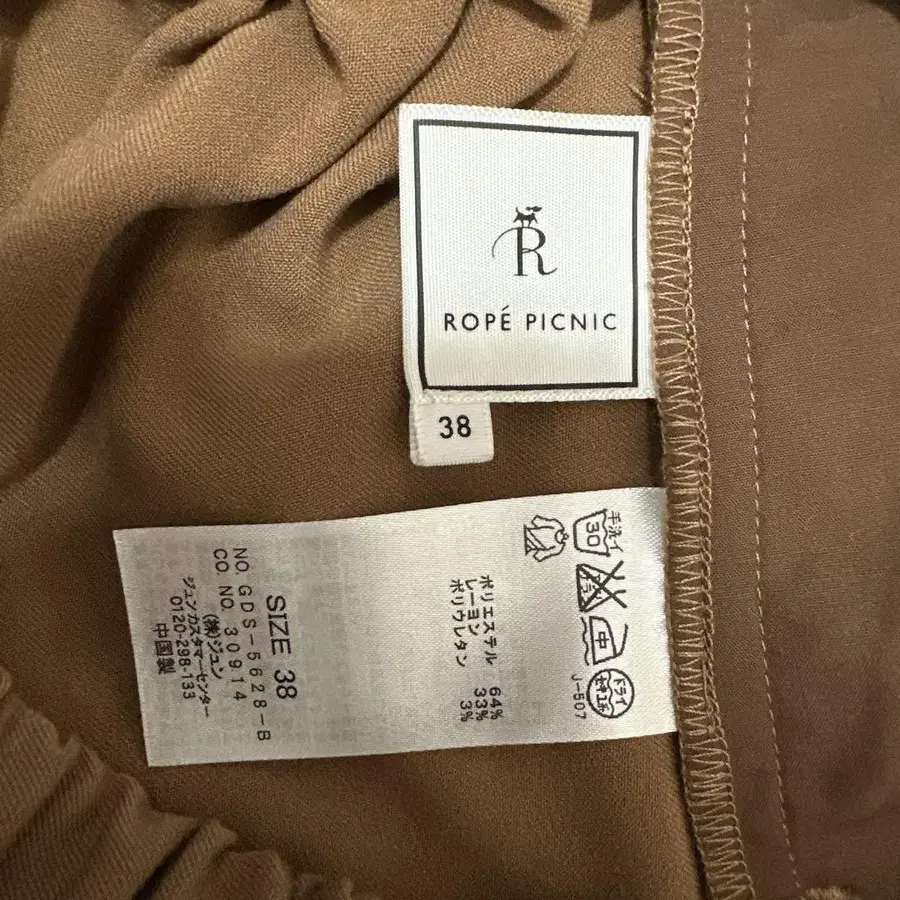 R
ROPÉ PICNIC
38
手洗イ
30
中
ドライ
J-507
ポリエステル 64%
レーヨン 33%
ポリウレタン 3%
SIZE 38
NO. GDS-5628-B
CO. NO. 30914
(株)ジュン
ジュンカスタマーセンター
0120-298-133
中国製